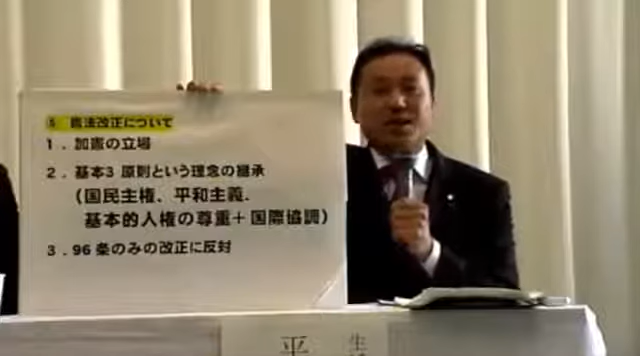 ⑤ 憲法改正について
1．加憲の立場
2．基本3原則という理念の継承
（国民主権、平和主義、
基本的人権の尊重＋国際協調）
3．96条のみの改正に反対
平
生